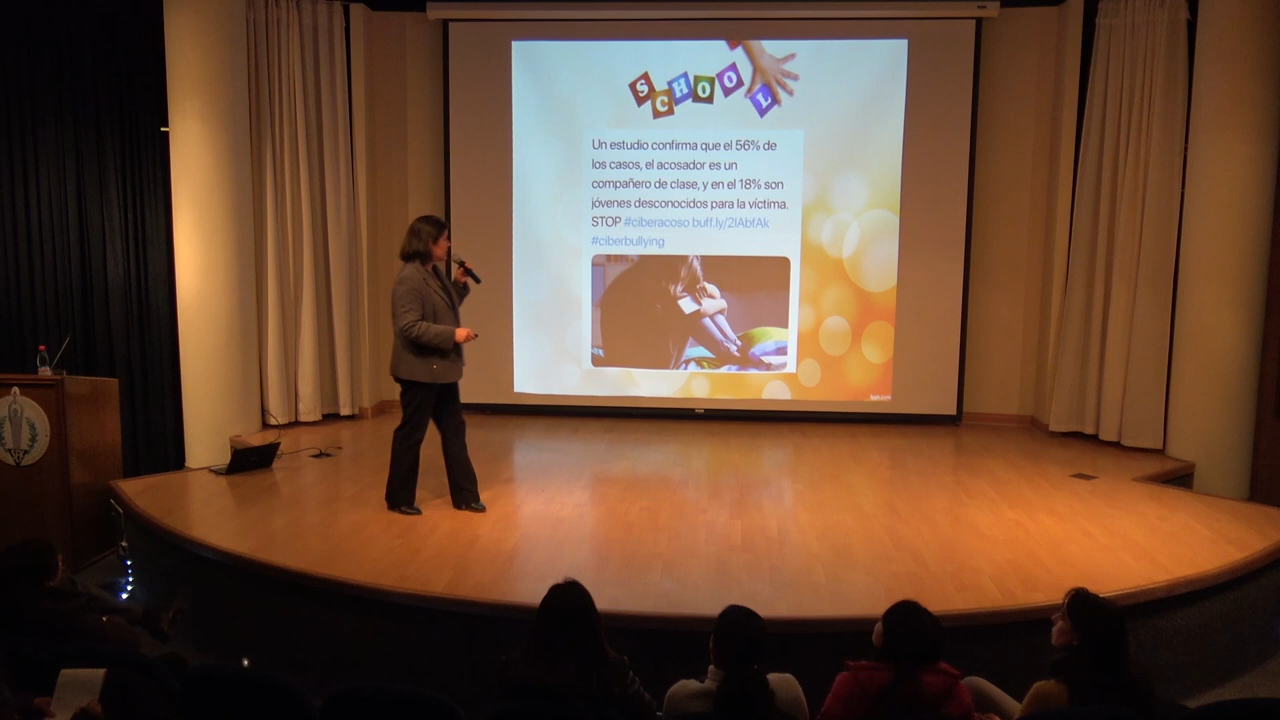 SCHOOL
Un estudio confirma que el 56% de
los casos, el acosador es un
compañero de clase, y en el 18% son
jóvenes desconocidos para la víctima.
STOP #ciberacoso buff.ly/2IAbfAk
#ciberbullying